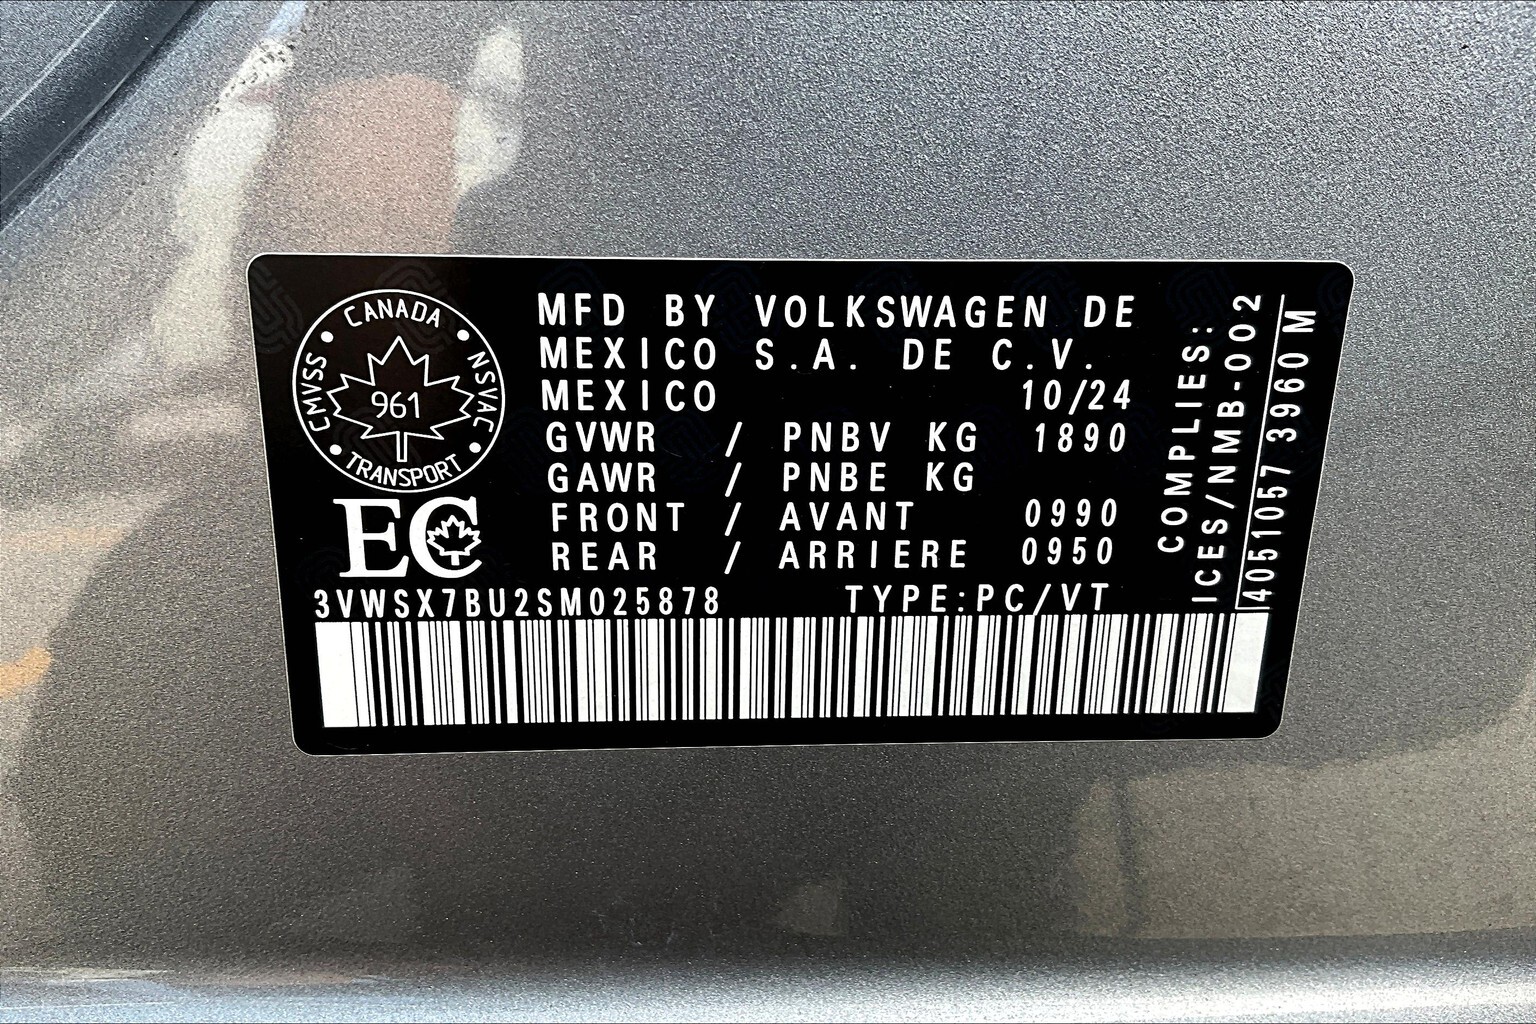 CANADA
CMVSS
NSVAC
961
TRANSPORT
EC
MFD BY VOLKSWAGEN DE
MEXICO S.A. DE C.V.
MEXICO 10/24
GVWR / PNBV KG 1890
GAWR / PNBE KG
FRONT / AVANT 0990
REAR / ARRIERE 0950
3VWSX7BU2SM025878 TYPE:PC/VT
COMPLIES:
ICES/NMB-002
4051057 3960 M